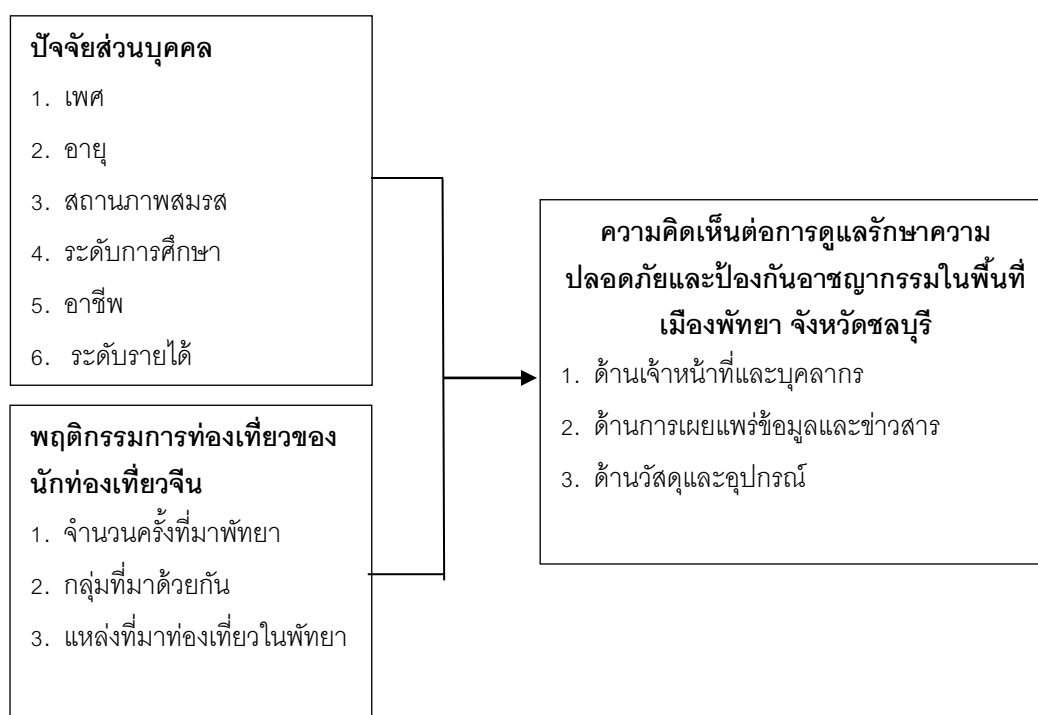 ปัจจัยส่วนบุคคล
1. เพศ
2. อายุ
3. สถานภาพสมรส
4. ระดับการศึกษา
5. อาชีพ
6. ระดับรายได้
พฤติกรรมการท่องเที่ยวของ
นักท่องเที่ยวจีน
1. จำนวนครั้งที่มาพัทยา
2. กลุ่มที่มาด้วยกัน
3. แหล่งที่มาท่องเที่ยวในพัทยา
ความคิดเห็นต่อการดูแลรักษาความ
ปลอดภัยและป้องกันอาชญากรรมในพื้นที่
เมืองพัทยา จังหวัดชลบุรี
1. ด้านเจ้าหน้าที่และบุคลากร
2. ด้านการเผยแพร่ข้อมูลและข่าวสาร
3. ด้านวัสดุและอุปกรณ์